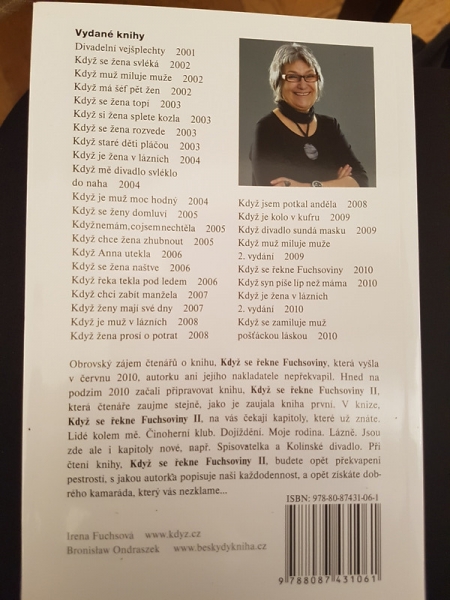 Vydané knihy
Divadelní vejšplechty 2001
Když se žena svléká 2002
Když muž miluje muže 2002
Když má šéf pět žen 2002
Když se žena topí 2003
Když si žena splete kozla 2003
Když se žena rozvede 2003
Když staré děti pláčou 2003
Když je žena v lázních 2004
Když mě divadlo svléklo
do naha 2004
Když je muž moc hodný 2004
Když se ženy domluví 2005
Když nemám, co jsem nechtěla 2005
Když chce žena zhubnout 2005
Když Anna utekla 2006
Když se žena naštve 2006
Když řeka tekla pod ledem 2006
Když chci zabít manžela 2007
Když ženy mají své dny 2007
Když je muž v lázních 2008
Když žena prosí o potrat 2008
Když jsem potkal anděla 2008
Když je kolo v kufru 2009
Když divadlo sundá masku 2009
Když muž miluje muže
2. vydání 2009
Když se řekne Fuchsoviny 2010
Když syn píše líp než máma 2010
Když je žena v lázních
2. vydání 2010
Když se zamiluje muž
pošťáckou láskou 2010
Obrovský zájem čtenářů o knihu, Když se řekne Fuchsoviny, která vyšla
v červnu 2010, autorku ani jejího nakladatele nepřekvapil. Hned na
podzim 2010 začali připravovat knihu, Když se řekne Fuchsoviny II,
která čtenáře zaujme stejně, jako je zaujala kniha první. V knize,
Když se řekne Fuchsoviny II, na vás čekají kapitoly, které už znáte.
Lidé kolem mě. Činoherní klub. Dojíždění. Moje rodina. Lázně. Jsou
zde ale i kapitoly nové, např. Spisovatelka a Kolínské divadlo. Při
čtení knihy, Když se řekne Fuchsoviny II, budete opět překvapeni
pestrostí, s jakou autorka popisuje naši každodennost, a opět získáte dob-
rého kamaráda, který vás nezklame...
ISBN: 978-80-87431-06-1
Irena Fuchsová www.kdyz.cz
Bronisław Ondraszek www.beskydykniha.cz
9 788087 431061